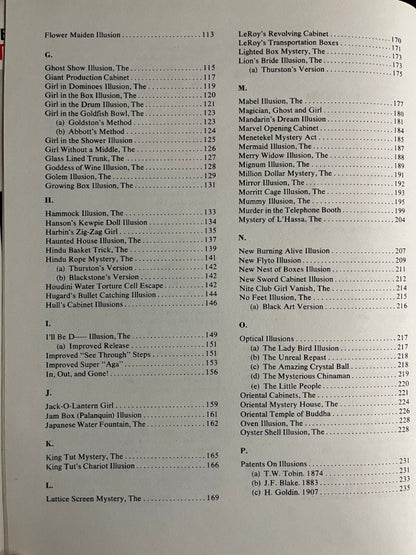 Flower Maiden Illusion ........ 113
G.
Ghost Show Illusion, The ........ 115
Giant Production Cabinet ........ 117
Girl in Dominoes Illusion, The ........ 119
Girl in the Box Illusion, The ........ 120
Girl in the Drum Illusion, The ........ 121
Girl in the Goldfish Bowl, The ........ 123
(a) Goldston's Method ........ 123
(b) Abbott's Method ........ 124
Girl in the Shower Illusion ........ 125
Girl Without a Middle, The ........ 126
Glass Lined Trunk, The ........ 127
Goddess of Wine Illusion, The ........ 128
Golem Illusion, The ........ 129
Growing Box Illusion, The ........ 131
H.
Hammock Illusion, The ........ 133
Hanson's Kewpie Doll Illusion ........ 134
Harbin's Zig-Zag Girl ........ 135
Haunted House Illusion, The ........ 137
Hindu Basket Trick, The ........ 139
Hindu Rope Mystery, The ........ 141
(a) Thurston's Version ........ 142
(b) Blackstone's Version ........ 142
Houdini Water Torture Cell Escape ........ 142
Hugard's Bullet Catching Illusion ........ 144
Hull's Cabinet Illusions ........ 146
I.
I'll Be D----- Illusion, The ........ 149
(a) Improved Release ........ 151
Improved "See Through" Steps ........ 151
Improved Super "Aga" ........ 153
In, Out, and Gone! ........ 156
J.
Jack-O-Lantern Girl ........ 159
Jam Box (Palanquin) Illusion ........ 161
Japanese Water Fountain, The ........ 162
K.
King Tut Mystery, The ........ 165
King Tut's Chariot Illusion ........ 166
L.
Lattice Screen Mystery, The ........ 169
LeRoy's Revolving Cabinet ........ 170
LeRoy's Transportation Boxes ........ 171
Lighted Box Mystery, The ........ 173
Lion's Bride Illusion, The ........ 173
(a) Thurston's Version ........ 175
M.
Mabel Illusion, The ........ 177
Magician, Ghost and Girl ........ 180
Mandarin's Dream Illusion ........ 181
Marvel Opening Cabinet ........ 184
Menetekel Mystery Act ........ 185
Mermaid Illusion, The ........ 187
Merry Widow Illusion, The ........ 188
Mignum Illusion, The ........ 189
Million Dollar Mystery, The ........ 191
Mirror Illusion, The ........ 192
Morritt Cage Illusion, The ........ 193
Mummy Illusion, The ........ 195
Murder in the Telephone Booth ........ 199
Mystery of L'Hassa, The ........ 204
N.
New Burning Alive Illusion, The ........ 207
New Flyto Illusion ........ 209
New Nest of Boxes Illusion ........ 211
New Sword Cabinet Illusion ........ 212
Nite Club Girl Vanish, The ........ 214
No Feet Illusion, The ........ 215
(a) Black Art Version ........ 216
O.
Optical Illusions ........ 217
(a) The Lady Bird Illusion ........ 217
(b) The Unreal Repast ........ 218
(c) The Amazing Crystal Ball ........ 218
(d) The Mysterious Chinaman ........ 219
(e) The Little People ........ 220
Oriental Cabinets, The ........ 221
Oriental Mystery House, The ........ 224
Oriental Temple of Buddha ........ 226
Oven Illusion, The ........ 228
Oyster Shell Illusion, The ........ 228
P.
Patents On Illusions ........ 231
(a) T.W. Tobin. 1874 ........ 231
(b) J.F. Blake. 1883 ........ 233
(c) H. Goldin. 1907 ........ 235